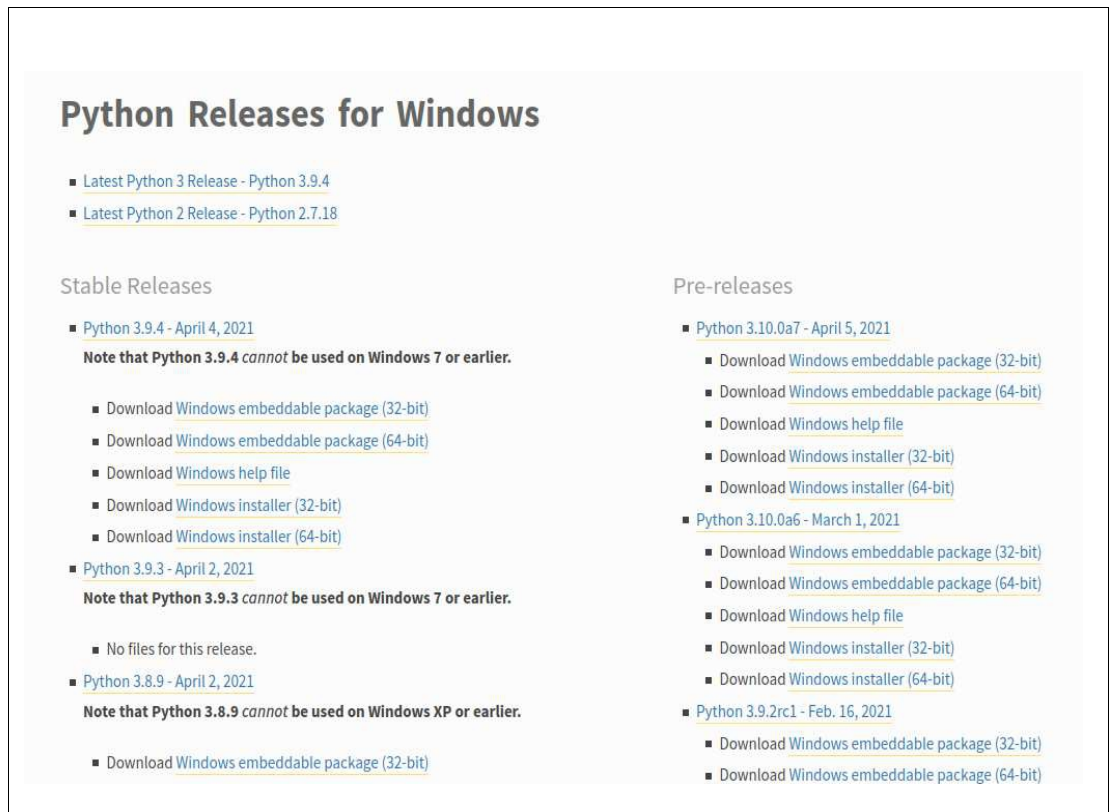 Python Releases for Windows
Latest Python 3 Release - Python 3.9.4
Latest Python 2 Release - Python 2.7.18
Stable Releases
Python 3.9.4 - April 4, 2021
Note that Python 3.9.4 cannot be used on Windows 7 or earlier.
Download Windows embeddable package (32-bit)
Download Windows embeddable package (64-bit)
Download Windows help file
Download Windows installer (32-bit)
Download Windows installer (64-bit)
Python 3.9.3 - April 2, 2021
Note that Python 3.9.3 cannot be used on Windows 7 or earlier.
No files for this release.
Python 3.8.9 - April 2, 2021
Note that Python 3.8.9 cannot be used on Windows XP or earlier.
Download Windows embeddable package (32-bit)
Pre-releases
Python 3.10.0a7 - April 5, 2021
Download Windows embeddable package (32-bit)
Download Windows embeddable package (64-bit)
Download Windows help file
Download Windows installer (32-bit)
Download Windows installer (64-bit)
Python 3.10.0a6 - March 1, 2021
Download Windows embeddable package (32-bit)
Download Windows embeddable package (64-bit)
Download Windows help file
Download Windows installer (32-bit)
Download Windows installer (64-bit)
Python 3.9.2rc1 - Feb. 16, 2021
Download Windows embeddable package (32-bit)
Download Windows embeddable package (64-bit)